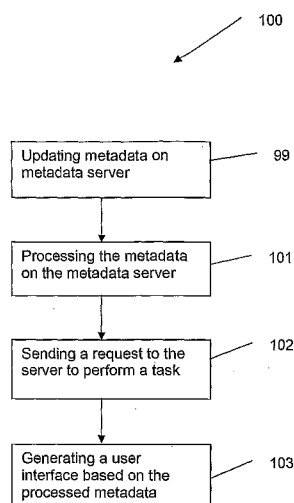 100
Updating metadata on
metadata server
99
Processing the metadata
on the metadata server
101
Sending a request to the
server to perform a task
102
Generating a user
interface based on the
processed metadata
103